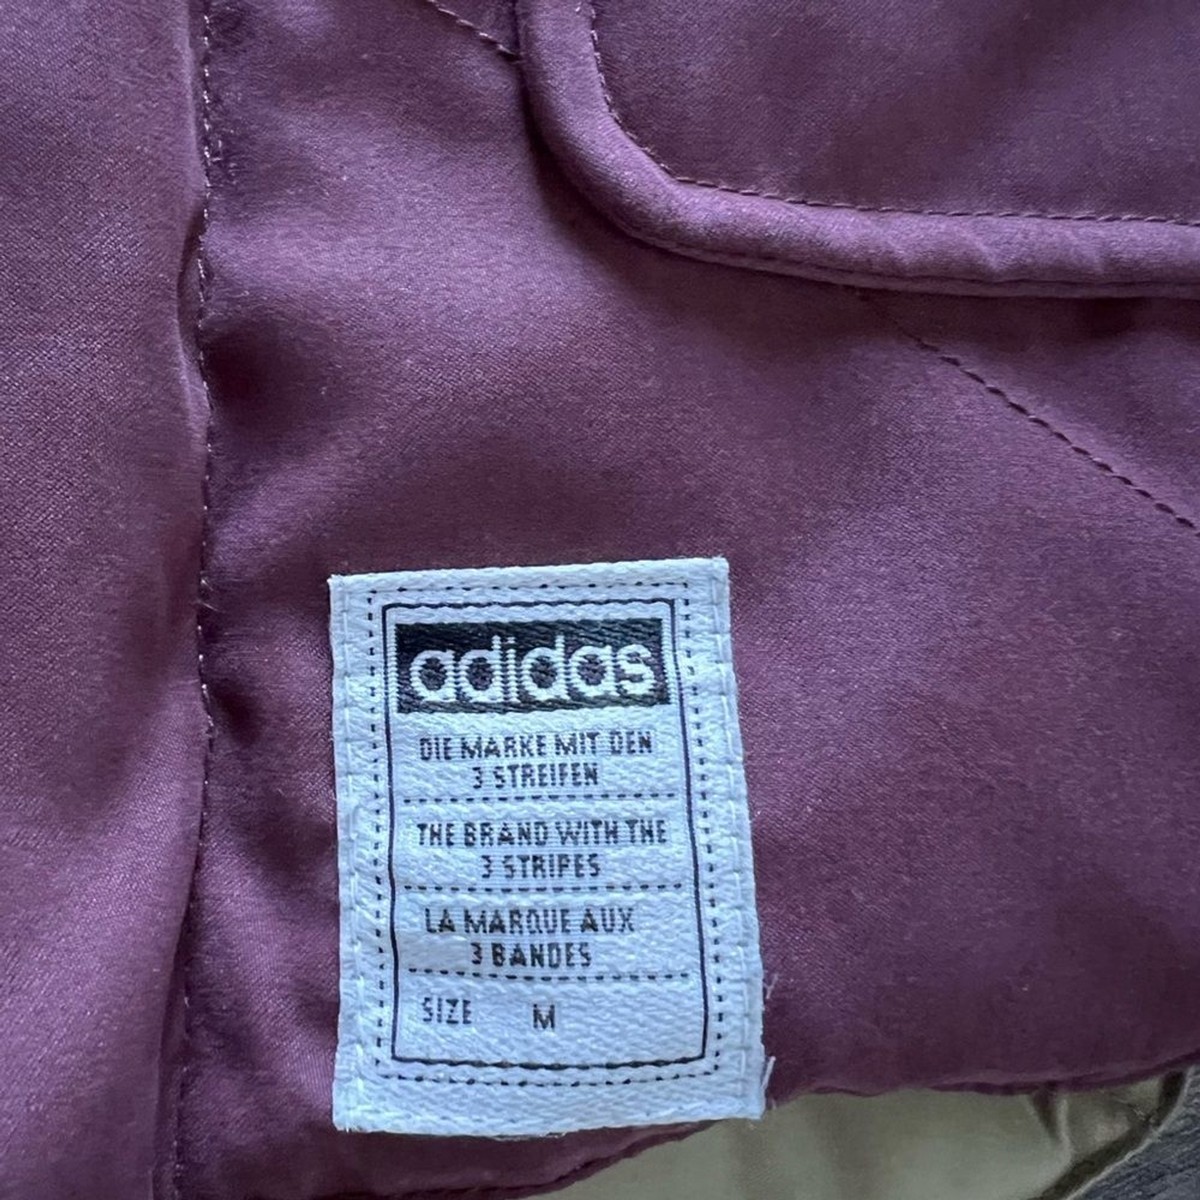 adidas
DIE MARKE MIT DEN
3 STREIFEN
THE BRAND WITH THE
3 STRIPES
LA MARQUE AUX
3 BANDES
SIZE M